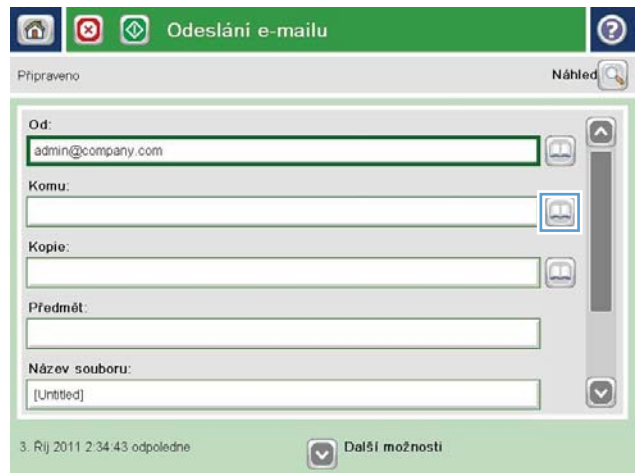 Odeslání e-mailu
Připraveno
Náhled
Od:
admin@company.com
Komu:
Kopie:
Předmět:
Název souboru:
[Untitled]
3. Říj 2011 2:34:43 odpoledne
Další možnosti